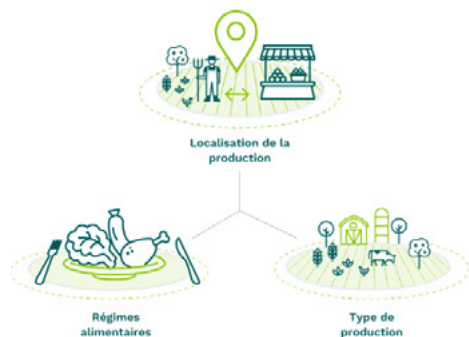 Localisation de la
production
Régimes
alimentaires
Type de
production